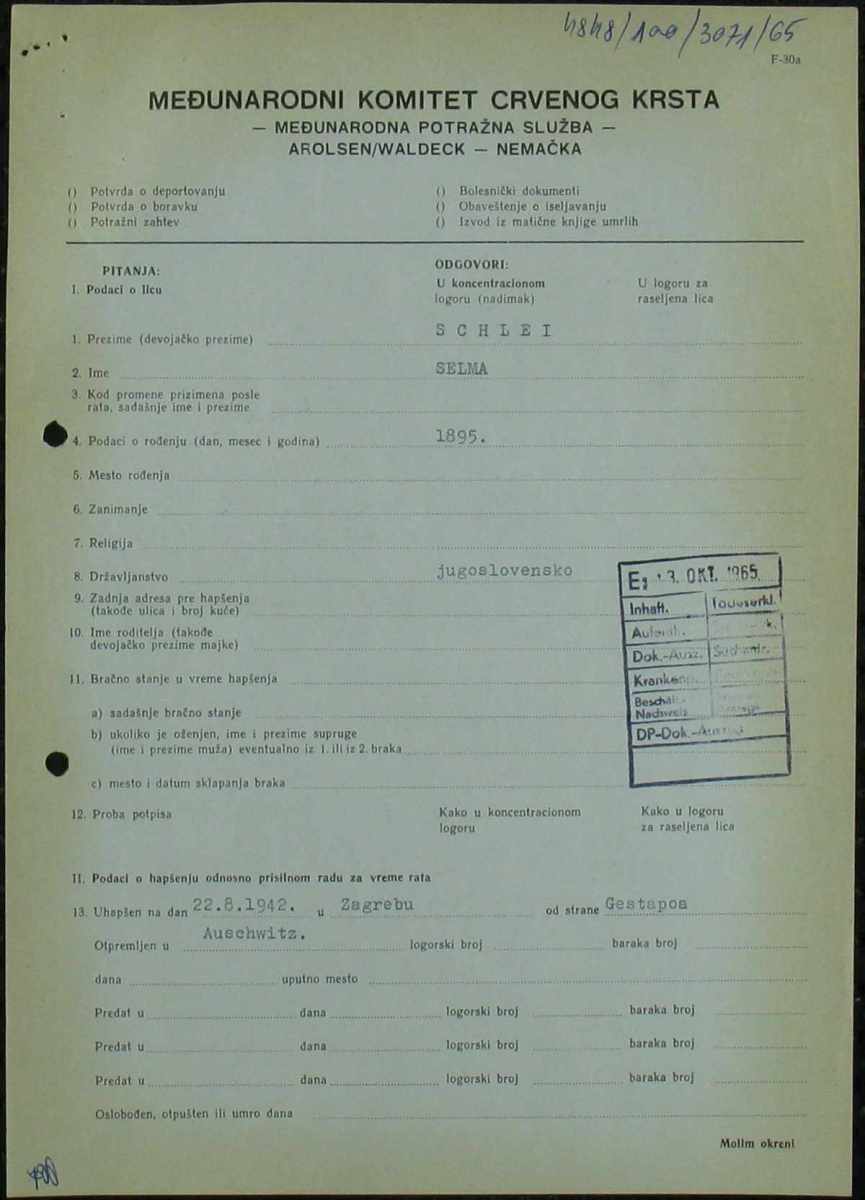 4848/100/3071/65
F-30a
MEĐUNARODNI KOMITET CRVENOG KRSTA
— MEĐUNARODNA POTRAŽNA SLUŽBA —
AROLSEN/WALDECK — NEMAČKA
() Potvrda o deportovanju
() Potvrda o boravku
() Potražni zahtev
() Bolesnički dokumenti
() Obaveštenje o iseljavanju
() Izvod iz matične knjige umrlih
PITANJA:
I. Podaci o licu
ODGOVORI:
U koncentracionom
logoru (nadimak)
U logoru za
raseljena lica
1. Prezime (devojačko prezime) S C H L E I
2. Ime SELMA
3. Kod promene prizimena posle
rata, sadašnje ime i prezime
4. Podaci o rođenju (dan, mesec i godina) 1895.
5. Mesto rođenja
6. Zanimanje
7. Religija
8. Državljanstvo jugoslovensko
9. Zadnja adresa pre hapšenja
(takođe ulica i broj kuće)
10. Ime roditelja (takođe
devojačko prezime majke)
11. Bračno stanje u vreme hapšenja
a) sadašnje bračno stanje
b) ukoliko je oženjen, ime i prezime supruge
(ime i prezime muža) eventualno iz 1. ili iz 2. braka
c) mesto i datum sklapanja braka
3. OKT. 1965
Inhaft. Todeserkl.
Dok.-Ausz.
Nachweis
DP-Dok.-
12. Proba potpisa
Kako u koncentracionom
logoru
Kako u logoru
za raseljena lica
II. Podaci o hapšenju odnosno prisilnom radu za vreme rata
13. Uhapšen na dan 22.8.1942. u Zagrebu od strane Gestapoa
Otpremljen u Auschwitz. logorski broj baraka broj
dana uputno mesto
Predat u dana logorski broj baraka broj
Predat u dana logorski broj baraka broj
Predat u dana logorski broj baraka broj
Oslobođen, otpušten ili umro dana
Molim okreni